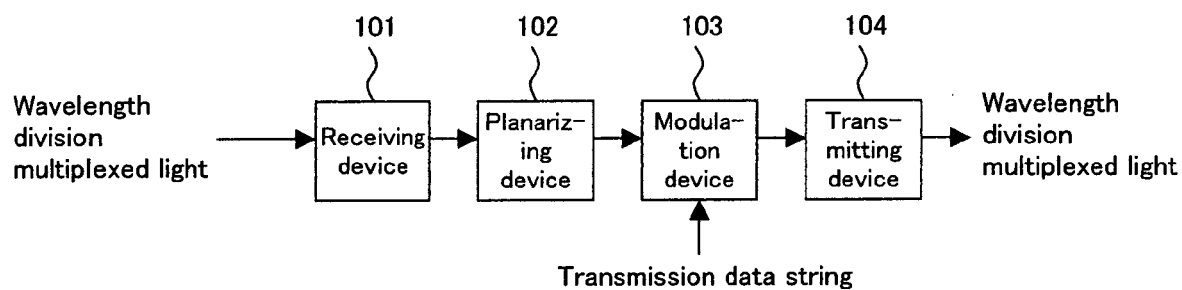 101
102
103
104
Wavelength
division
multiplexed light
Receiving
device
Planariz-
ing
device
Modula-
tion
device
Trans-
mitting
device
Wavelength
division
multiplexed light
Transmission data string